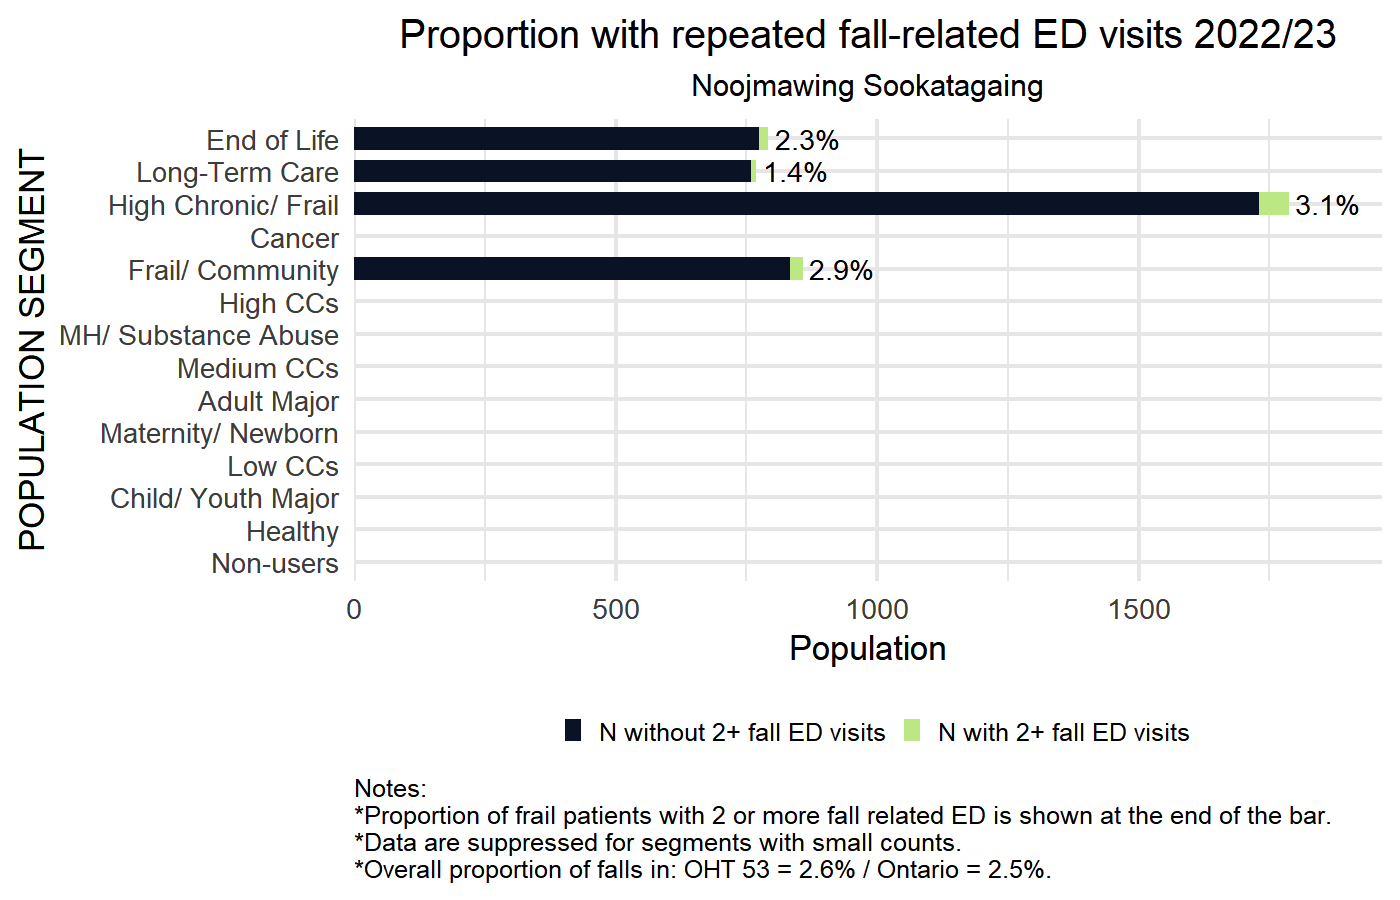 Proportion with repeated fall-related ED visits 2022/23
Noojmawing Sookatagaing
POPULATION SEGMENT
End of Life 2.3%
Long-Term Care 1.4%
High Chronic/ Frail 3.1%
Cancer
Frail/ Community 2.9%
High CCs
MH/ Substance Abuse
Medium CCs
Adult Major
Maternity/ Newborn
Low CCs
Child/ Youth Major
Healthy
Non-users
0 500 1000 1500
Population
N without 2+ fall ED visits N with 2+ fall ED visits
Notes:
*Proportion of frail patients with 2 or more fall related ED is shown at the end of the bar.
*Data are suppressed for segments with small counts.
*Overall proportion of falls in: OHT 53 = 2.6% / Ontario = 2.5%.